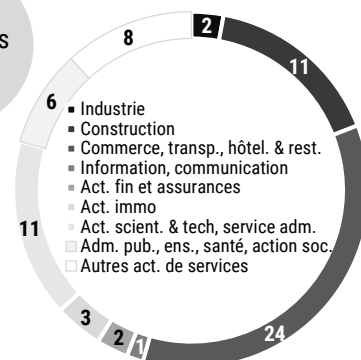 S
8
2
11
6
Industrie
Construction
Commerce, transp., hôtel. & rest.
Information, communication
Act. fin et assurances
Act. immo
Act. scient. & tech, service adm.
Adm. pub., ens., santé, action soc.
Autres act. de services
11
3
2
1
24